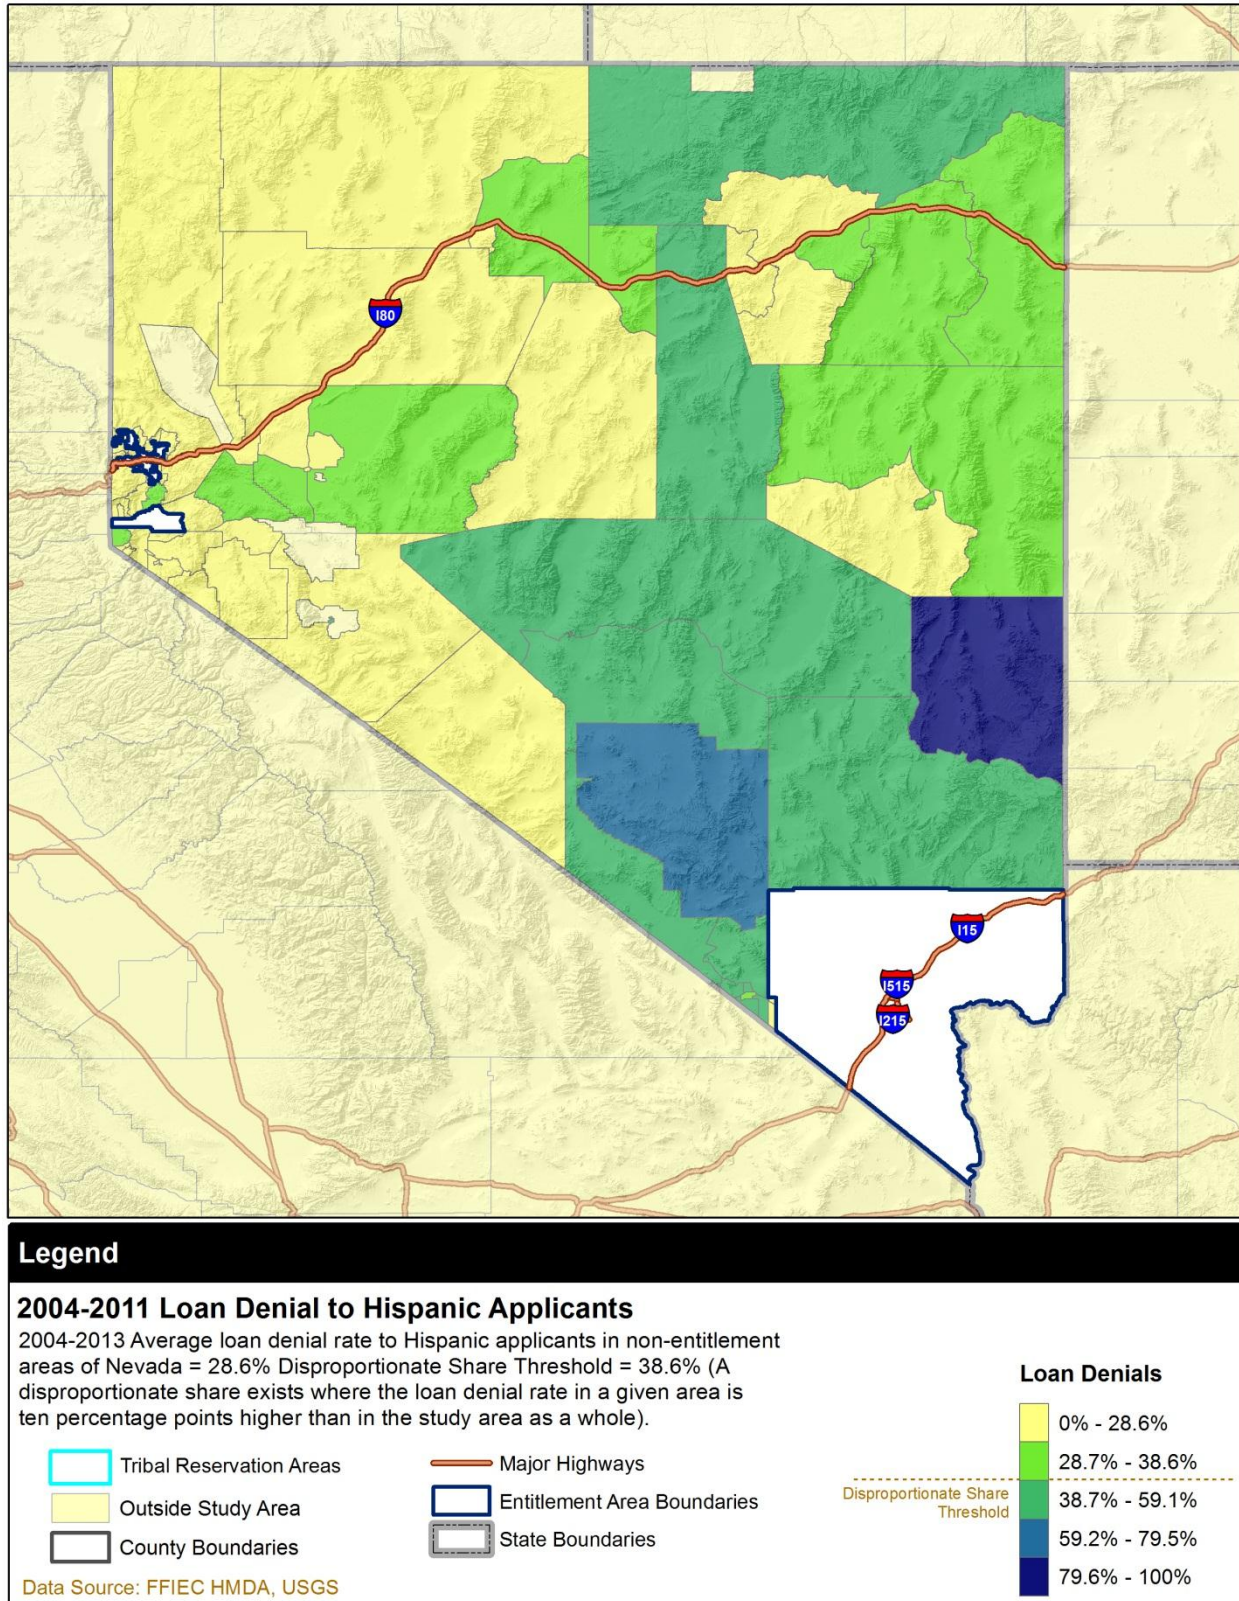 I80
I15
I515
I215
Legend
2004-2011 Loan Denial to Hispanic Applicants
2004-2013 Average loan denial rate to Hispanic applicants in non-entitlement
areas of Nevada = 28.6% Disproportionate Share Threshold = 38.6% (A
disproportionate share exists where the loan denial rate in a given area is
ten percentage points higher than in the study area as a whole).
Tribal Reservation Areas
Outside Study Area
County Boundaries
Major Highways
Entitlement Area Boundaries
State Boundaries
Data Source: FFIEC HMDA, USGS
Loan Denials
0% - 28.6%
28.7% - 38.6%
Disproportionate Share
Threshold
38.7% - 59.1%
59.2% - 79.5%
79.6% - 100%